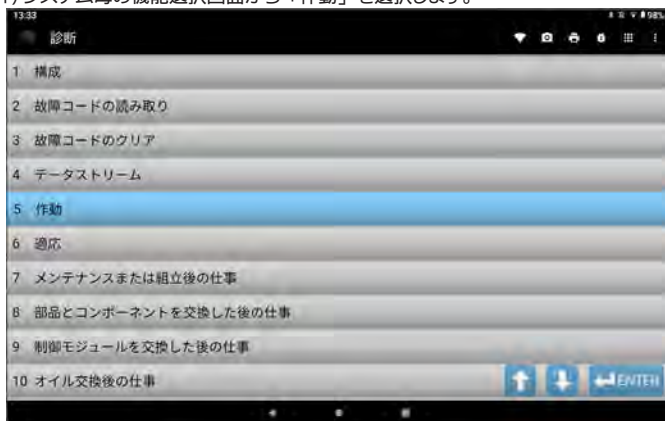 システム毎の機能選択画面から「作動」を選択します。
13:33
98%
診断
1 構成
2 故障コードの読み取り
3 故障コードのクリア
4 データストリーム
5 作動
6 適応
7 メンテナンスまたは組立後の仕事
8 部品とコンポーネントを交換した後の仕事
9 制御モジュールを交換した後の仕事
10 オイル交換後の仕事
ENTER